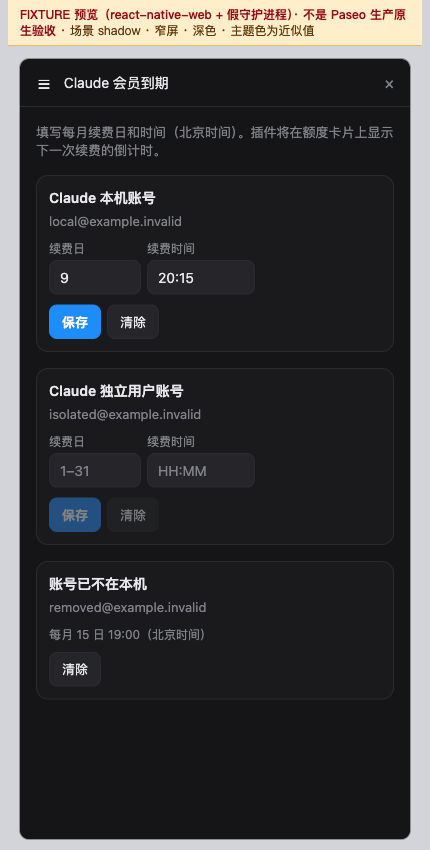 FIXTURE 预览（react-native-web + 假守护进程）· 不是 Paseo 生产原
生验收 · 场景 shadow · 窄屏 · 深色 · 主题色为近似值
☰ Claude 会员到期 ×
填写每月续费日和时间（北京时间）。插件将在额度卡片上显示
下一次续费的倒计时。
Claude 本机账号
local@example.invalid
续费日 续费时间
9 20:15
保存 清除
Claude 独立用户账号
isolated@example.invalid
续费日 续费时间
1–31 HH:MM
保存 清除
账号已不在本机
removed@example.invalid
每月 15 日 19:00（北京时间）
清除